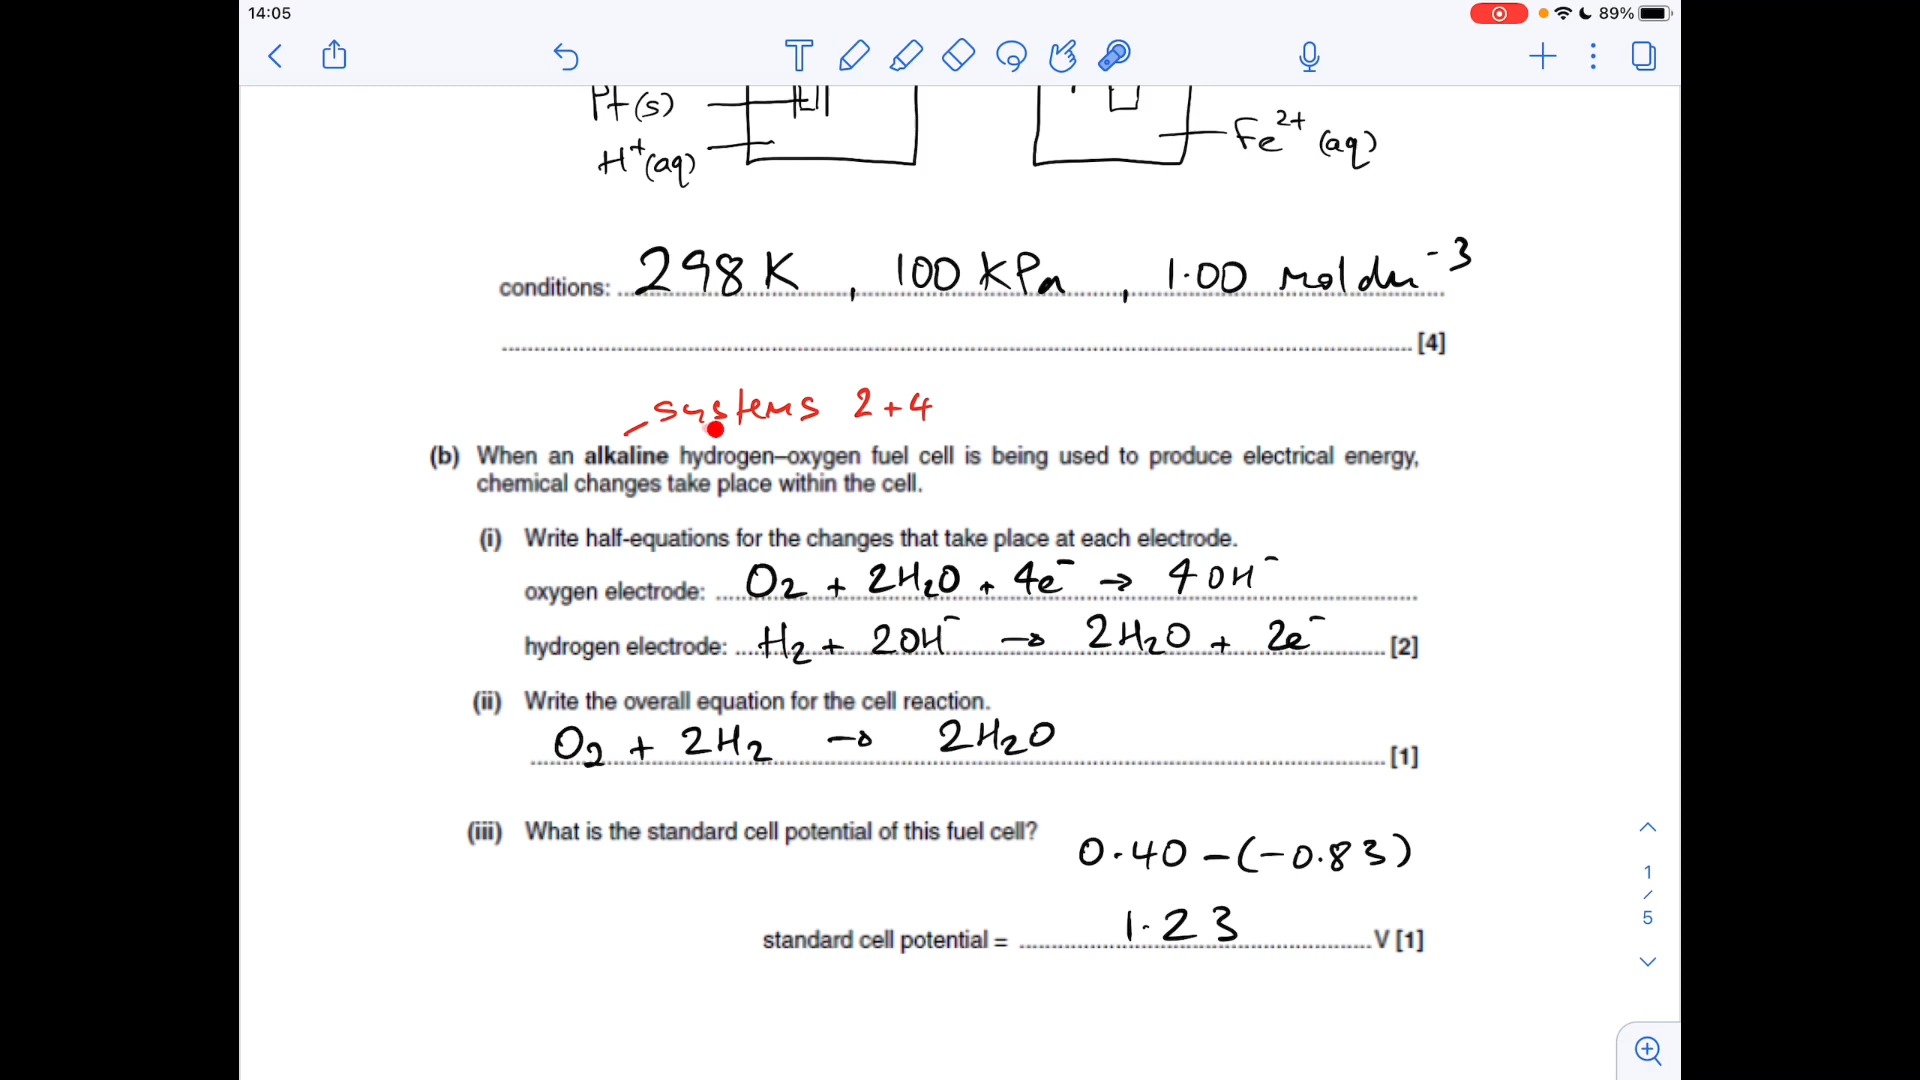 14:05
89%
T
Pt(s)
H⁺(aq)
Fe²⁺ (aq)
conditions: 298 K , 100 KPa , 1.00 moldm⁻³
[4]
systems 2+4
(b) When an alkaline hydrogen–oxygen fuel cell is being used to produce electrical energy,
chemical changes take place within the cell.
(i) Write half-equations for the changes that take place at each electrode.
oxygen electrode: O₂ + 2H₂O + 4e⁻ → 4OH⁻
hydrogen electrode: H₂ + 2OH⁻ → 2H₂O + 2e⁻ [2]
(ii) Write the overall equation for the cell reaction.
O₂ + 2H₂ → 2H₂O [1]
(iii) What is the standard cell potential of this fuel cell?
0.40 –(–0.83)
standard cell potential = 1.23 V [1]
1
/
5